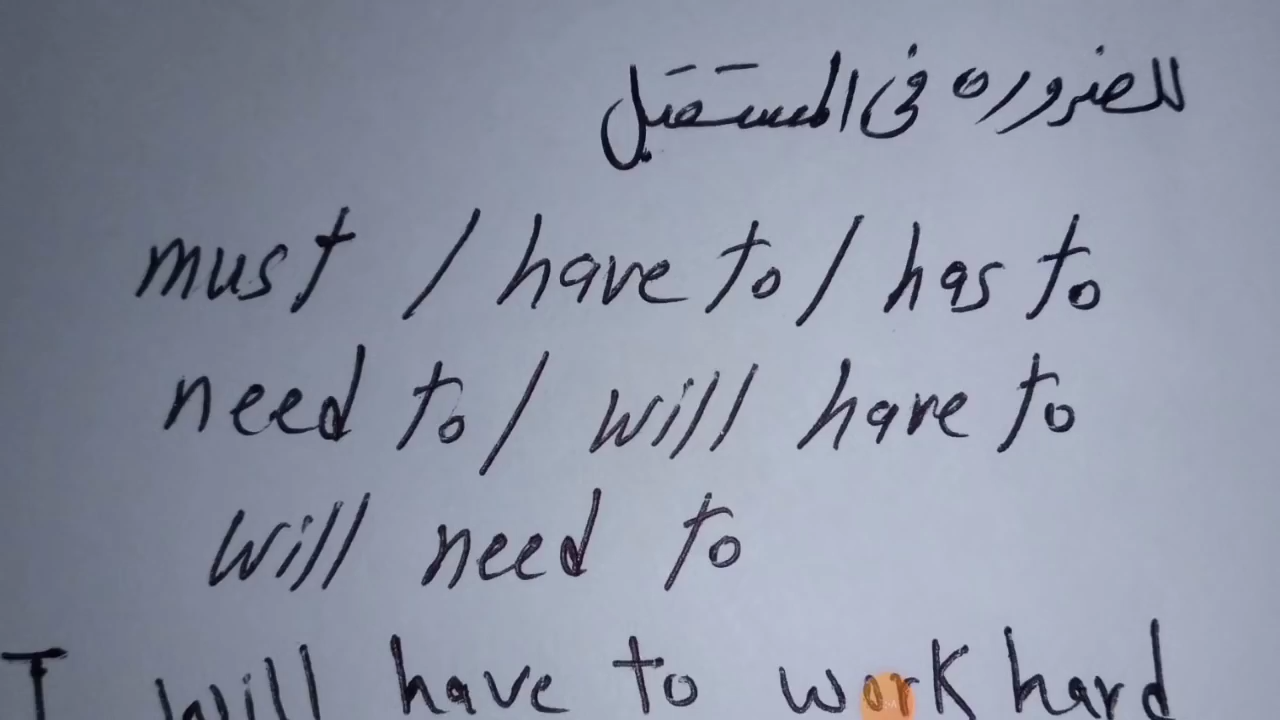 للضروره فى المستقبل
must / have to / has to
need to / will have to
will need to
I will have to work hard